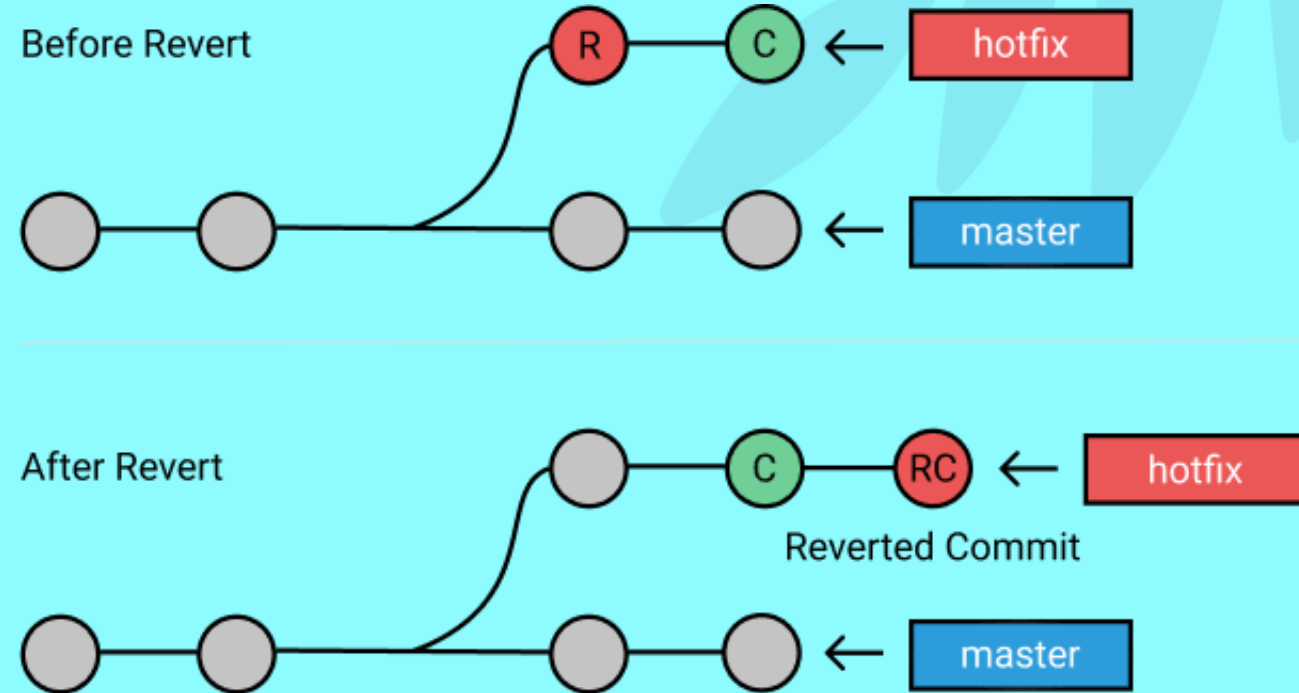 Before Revert
R
C
hotfix
master
After Revert
C
RC
hotfix
Reverted Commit
master